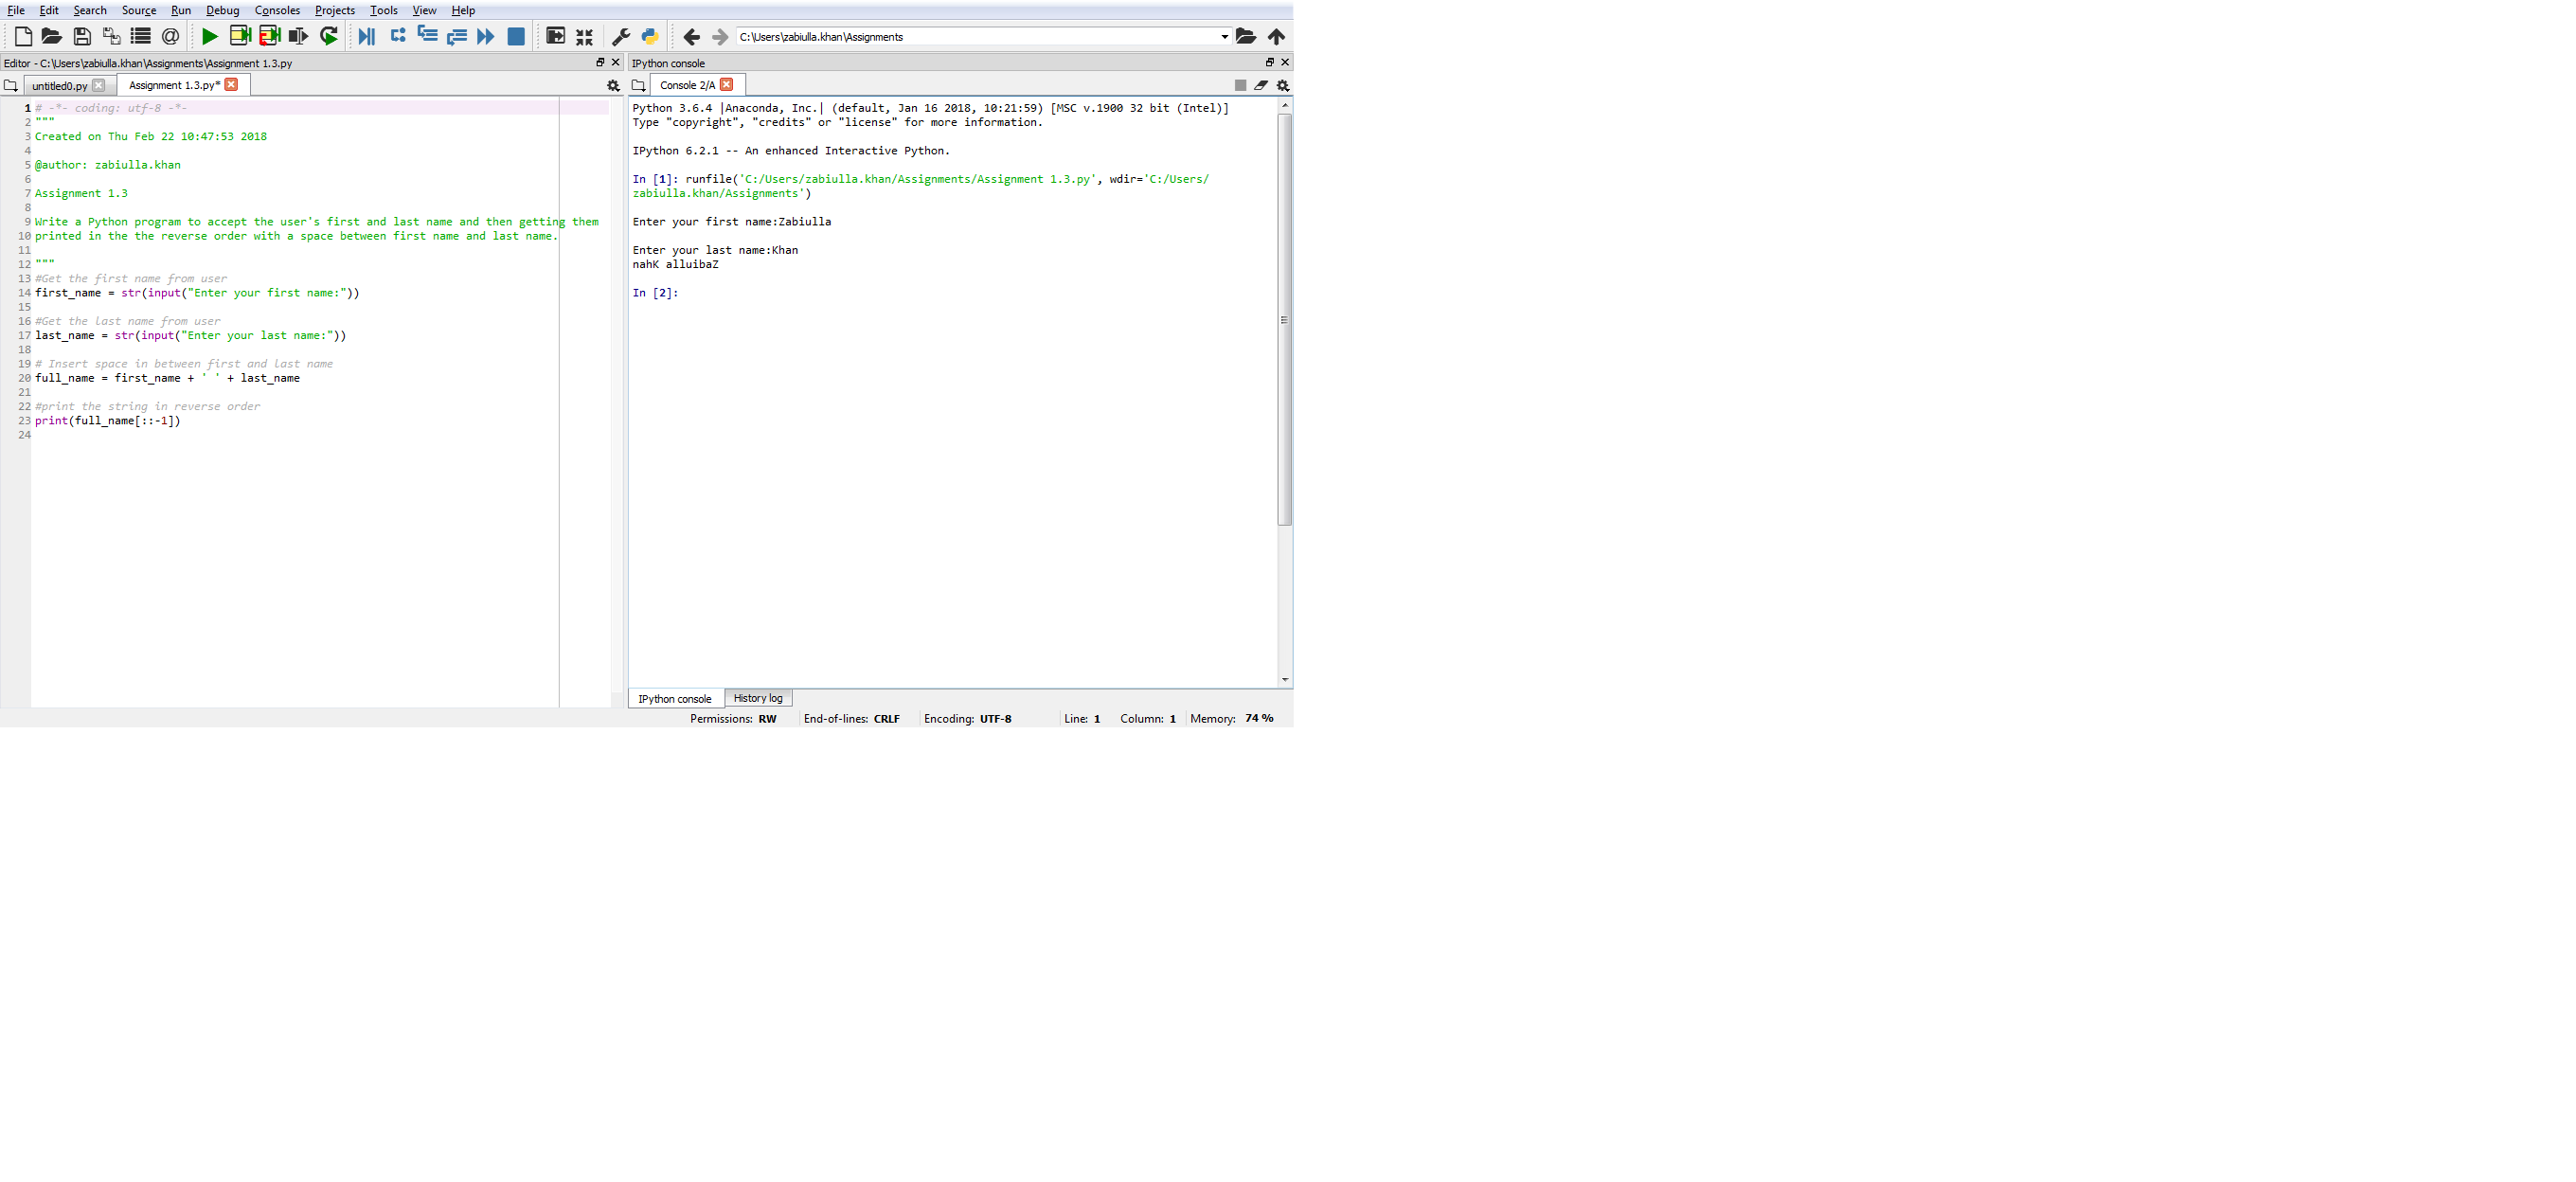 File Edit Search Source Run Debug Consoles Projects Tools View Help
C:\Users\zabiulla.khan\Assignments
Editor - C:\Users\zabiulla.khan\Assignments\Assignment 1.3.py
untitled0.py Assignment 1.3.py*
1 # -*- coding: utf-8 -*-
2 """
3 Created on Thu Feb 22 10:47:53 2018
4
5 @author: zabiulla.khan
6
7 Assignment 1.3
8
9 Write a Python program to accept the user's first and last name and then getting them
10 printed in the the reverse order with a space between first name and last name.
11
12 """
13 #Get the first name from user
14 first_name = str(input("Enter your first name:"))
15
16 #Get the last name from user
17 last_name = str(input("Enter your last name:"))
18
19 # Insert space in between first and last name
20 full_name = first_name + ' ' + last_name
21
22 #print the string in reverse order
23 print(full_name[::-1])
24
IPython console
Console 2/A
Python 3.6.4 |Anaconda, Inc.| (default, Jan 16 2018, 10:21:59) [MSC v.1900 32 bit (Intel)]
Type "copyright", "credits" or "license" for more information.
IPython 6.2.1 -- An enhanced Interactive Python.
In [1]: runfile('C:/Users/zabiulla.khan/Assignments/Assignment 1.3.py', wdir='C:/Users/
zabiulla.khan/Assignments')
Enter your first name:Zabiulla
Enter your last name:Khan
nahK alluibaZ
In [2]:
IPython console History log
Permissions: RW End-of-lines: CRLF Encoding: UTF-8 Line: 1 Column: 1 Memory: 74 %